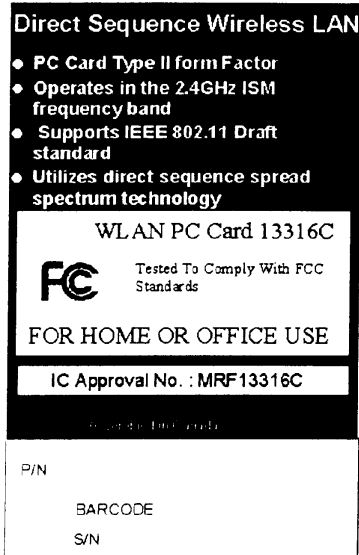 Direct Sequence Wireless LAN
● PC Card Type II form Factor
● Operates in the 2.4GHz ISM
frequency band
● Supports IEEE 802.11 Draft
standard
● Utilizes direct sequence spread
spectrum technology
WLAN PC Card 13316C
FC Tested To Comply With FCC
Standards
FOR HOME OR OFFICE USE
IC Approval No. : MRF13316C
P/N
BARCODE
S/N